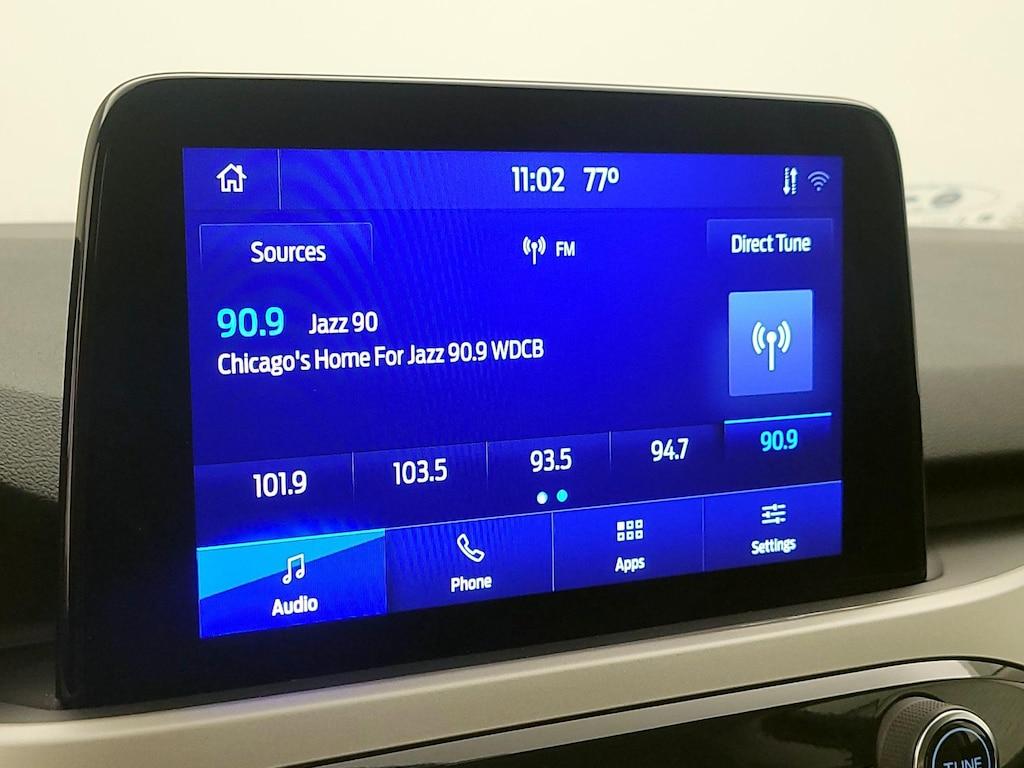 11:02 77º
Sources
FM
Direct Tune
90.9 Jazz 90
Chicago's Home For Jazz 90.9 WDCB
101.9 103.5 93.5 94.7 90.9
Audio Phone Apps Settings
TUNE